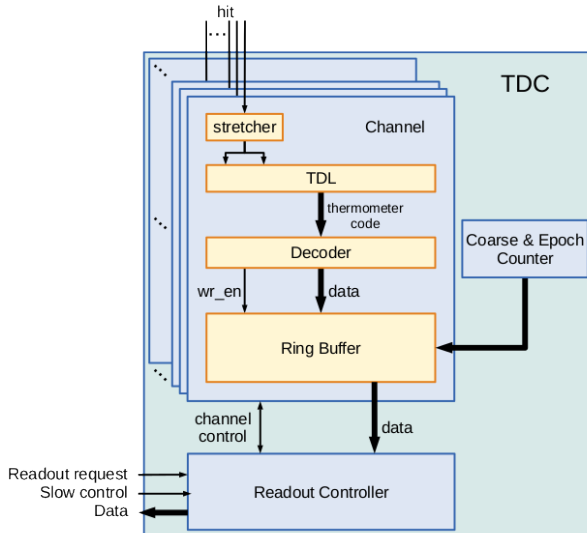 hit
TDC
stretcher
Channel
TDL
thermometer
code
Coarse & Epoch
Counter
Decoder
wr_en
data
Ring Buffer
channel
control
data
Readout request
Slow control
Data
Readout Controller